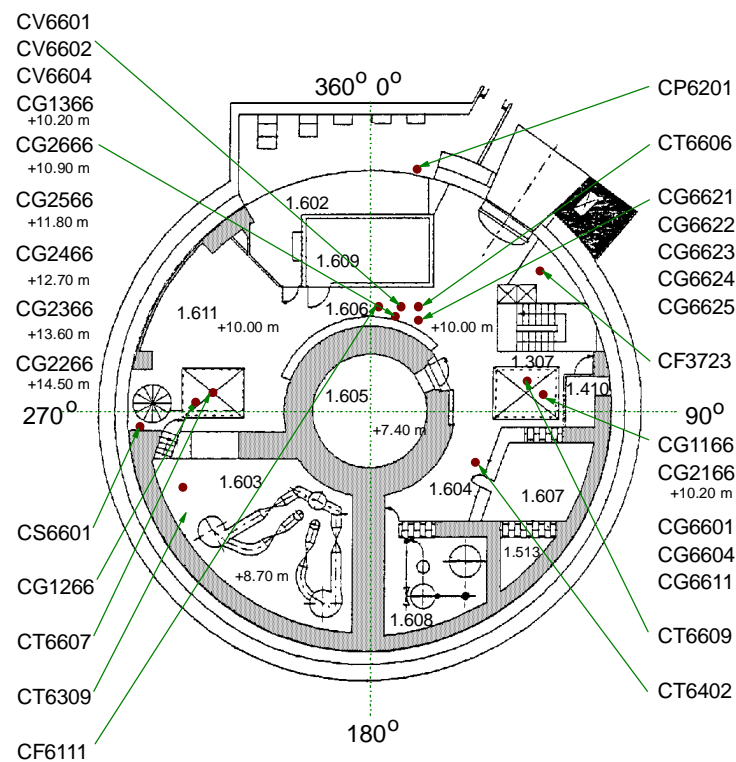 CV6601
CV6602
CV6604
CG1366
+10.20 m
CG2666
+10.90 m
CG2566
+11.80 m
CG2466
+12.70 m
CG2366
+13.60 m
CG2266
+14.50 m
360° 0°
CP6201
CT6606
CG6621
CG6622
CG6623
CG6624
CG6625
CF3723
1.602
1.609
1.611
+10.00 m
1.606
+10.00 m
1.307
1.410
1.605
+7.40 m
270°
90°
CG1166
CG2166
+10.20 m
CG6601
CG6604
CG6611
CT6609
CT6402
1.603
1.604
1.607
1.513
+8.70 m
1.608
CS6601
CG1266
CT6607
CT6309
CF6111
180°